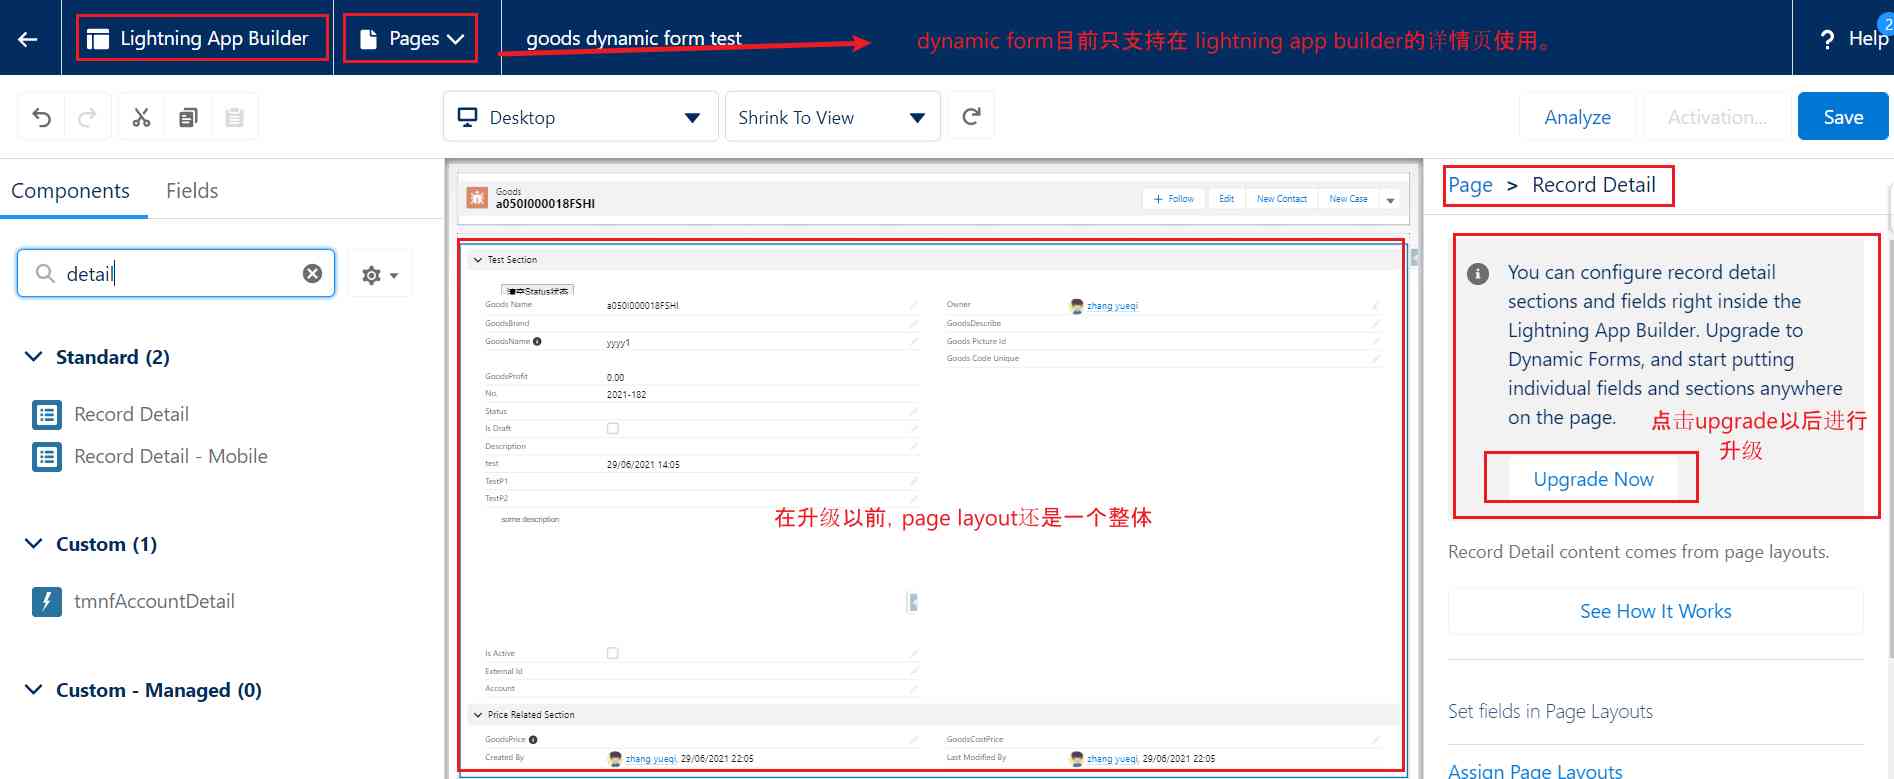 Lightning App Builder
Pages
goods dynamic form test
dynamic form目前只支持在 lightning app builder的详情页使用。
? Help
2
Desktop
Shrink To View
Analyze
Activation...
Save
Components
Fields
detail
Standard (2)
Record Detail
Record Detail - Mobile
Custom (1)
tmnfAccountDetail
Custom - Managed (0)
Goods
a050I000018FSHI
+ Follow
Edit
New Contact
New Case
Test Section
清空Status状态
Goods Name
a050I000018FSHI
Owner
zhang yueqi
GoodsBrand
GoodsDescribe
GoodsName
yyyy1
Goods Picture Id
Goods Code Unique
GoodsProfit
0.00
No.
2021-182
Status
Is Draft
Description
test
29/06/2021 14:05
TestP1
TestP2
some description
在升级以前, page layout还是一个整体
Is Active
External Id
Account
Price Related Section
GoodsPrice
GoodsCostPrice
Created By
zhang yueqi, 29/06/2021 22:05
Last Modified By
zhang yueqi, 29/06/2021 22:05
Page > Record Detail
You can configure record detail
sections and fields right inside the
Lightning App Builder. Upgrade to
Dynamic Forms, and start putting
individual fields and sections anywhere
on the page.
点击upgrade以后进行
升级
Upgrade Now
Record Detail content comes from page layouts.
See How It Works
Set fields in Page Layouts
Assign Page Layouts